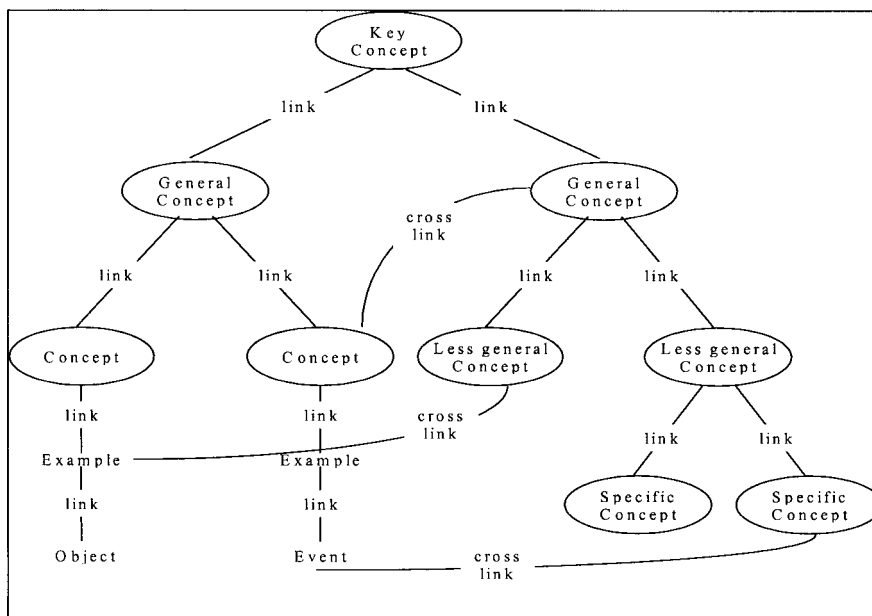 Key
Concept
link
link
General
Concept
General
Concept
cross
link
link
link
link
link
Concept
Concept
Less general
Concept
Less general
Concept
link
link
cross
link
link
link
Example
Example
link
link
Specific
Concept
Specific
Concept
Object
Event
cross
link